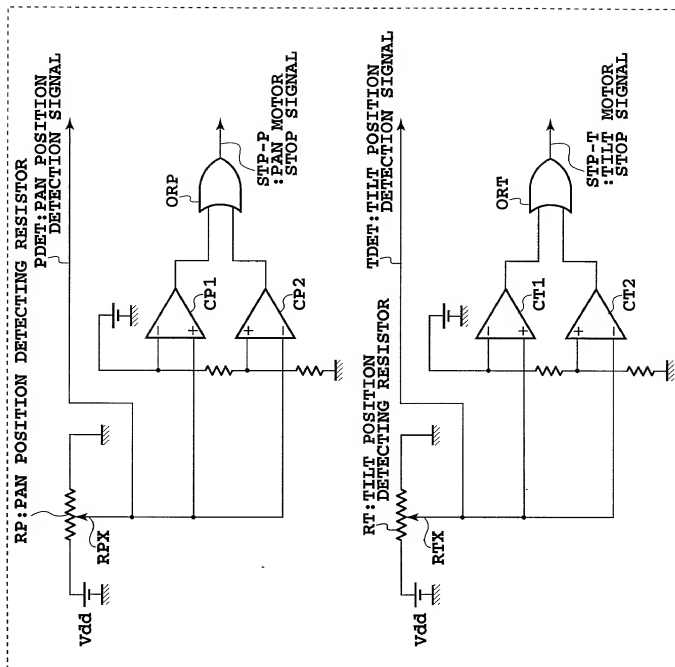 RP:PAN POSITION DETECTING RESISTOR
PDET:PAN POSITION
DETECTION SIGNAL
Vdd
RPX
CP1
CP2
ORP
STP-P
:PAN MOTOR
STOP SIGNAL
RT:TILT POSITION
DETECTING RESISTOR
TDET:TILT POSITION
DETECTION SIGNAL
Vdd
RTX
CT1
CT2
ORT
STP-T
:TILT MOTOR
STOP SIGNAL